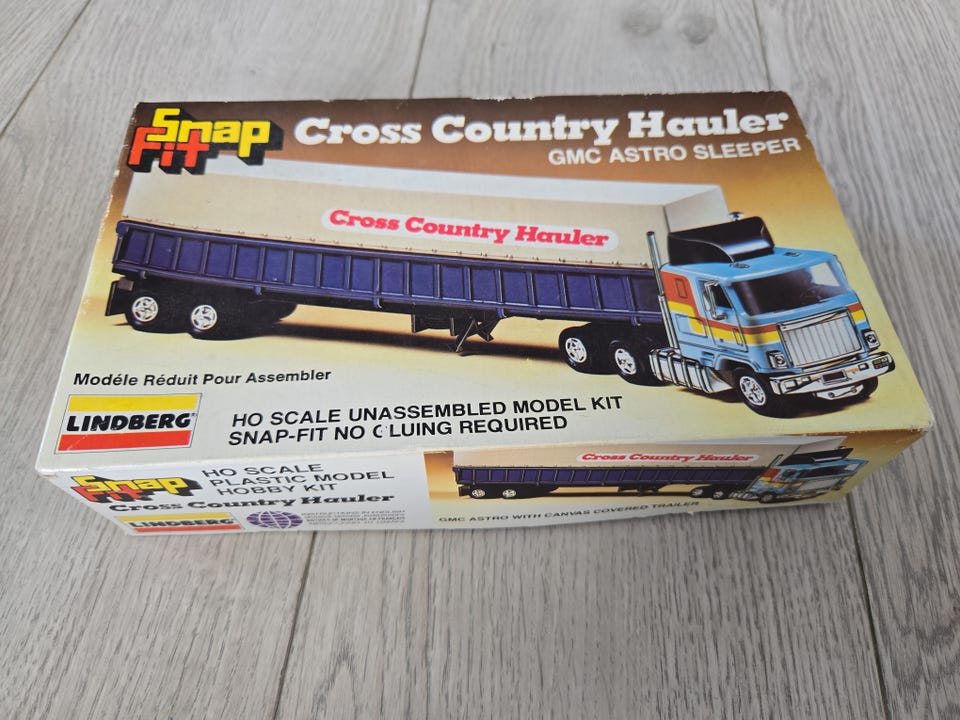 Snap
Fit
Cross Country Hauler
GMC ASTRO SLEEPER
Cross Country Hauler
Modéle Réduit Pour Assembler
LINDBERG
HO SCALE UNASSEMBLED MODEL KIT
SNAP-FIT NO GLUING REQUIRED
Snap
Fit
HO SCALE
PLASTIC MODEL
HOBBY KIT
Cross Country Hauler
LINDBERG
Cross Country Hauler
GMC ASTRO WITH CANVAS COVERED TRAILER